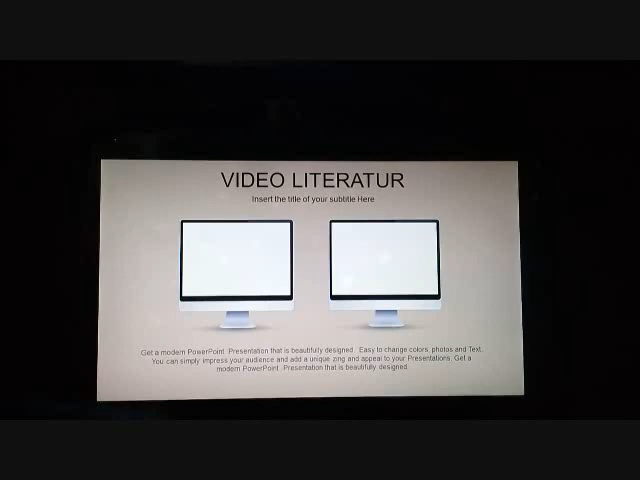 VIDEO LITERATUR
Insert the title of your subtitle Here
Get a modern PowerPoint Presentation that is beautifully designed. Easy to change colors, photos and Text.
You can simply impress your audience and add a unique zing and appeal to your Presentations. Get a
modern PowerPoint Presentation that is beautifully designed.